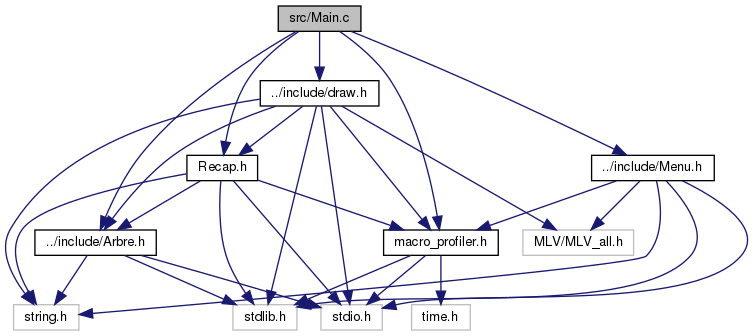 src/Main.c
../include/draw.h
Recap.h
../include/Menu.h
../include/Arbre.h
macro_profiler.h
MLV/MLV_all.h
string.h
stdlib.h
stdio.h
time.h